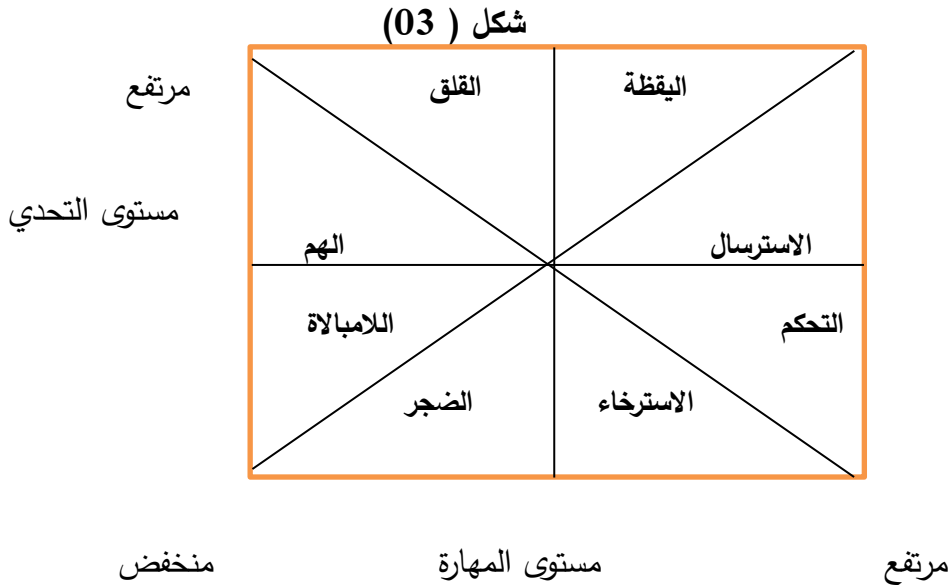 شكل ( 03)
اليقظة القلق مرتفع
مستوى التحدي
الاسترسال الهم
التحكم اللامبالاة
الاسترخاء الضجر
مرتفع مستوى المهارة منخفض